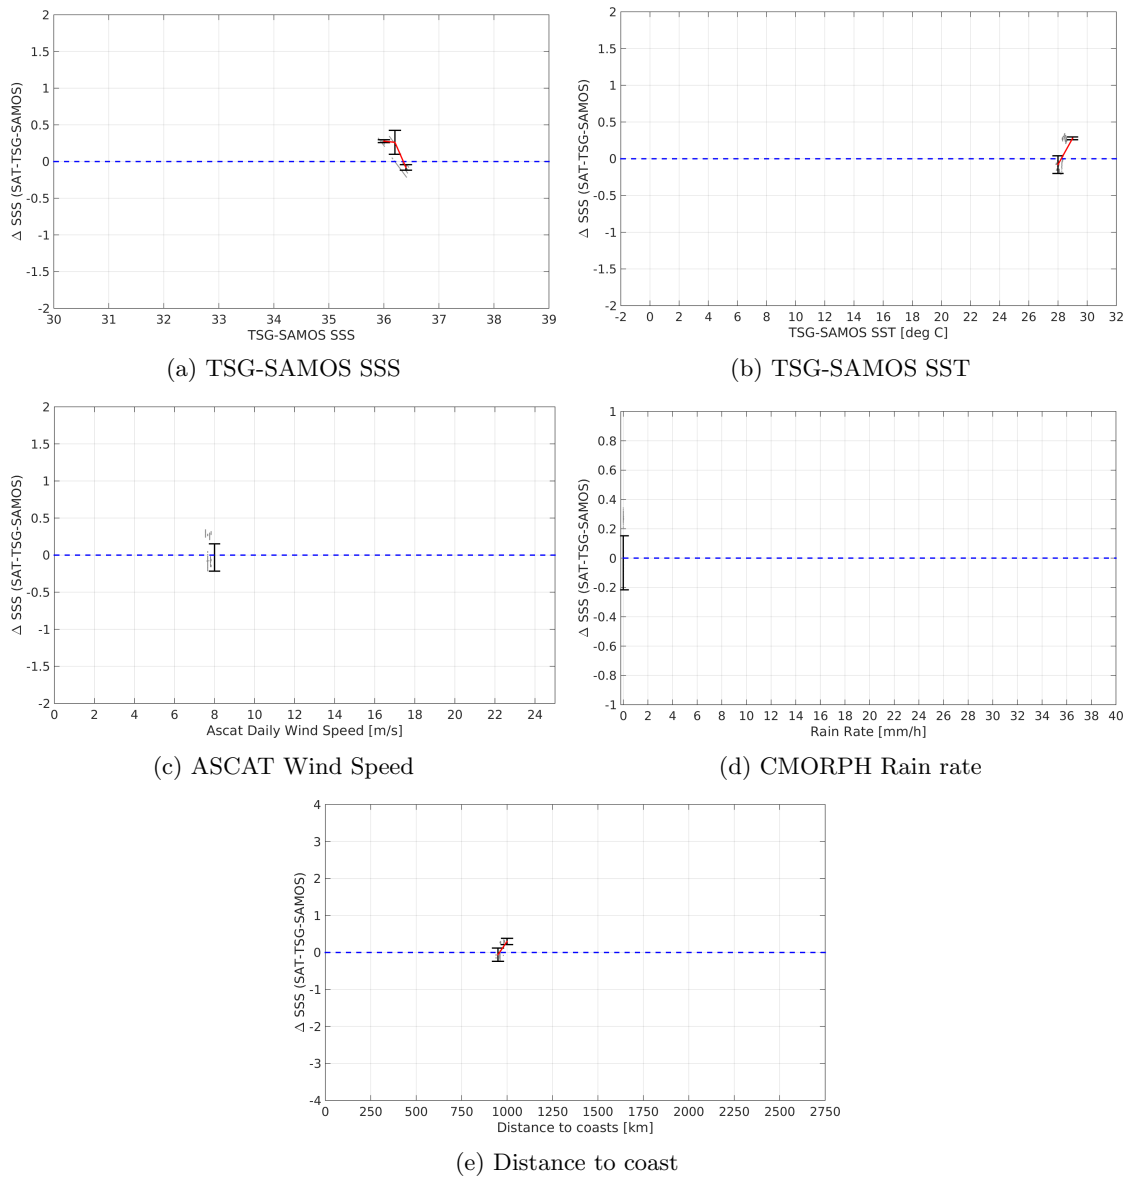 2
1.5
1
0.5
0
-0.5
-1
-1.5
-2
Δ SSS (SAT-TSG-SAMOS)
30 31 32 33 34 35 36 37 38 39
TSG-SAMOS SSS
(a) TSG-SAMOS SSS
2
1.5
1
0.5
0
-0.5
-1
-1.5
-2
Δ SSS (SAT-TSG-SAMOS)
-2 0 2 4 6 8 10 12 14 16 18 20 22 24 26 28 30 32
TSG-SAMOS SST [deg C]
(b) TSG-SAMOS SST
2
1.5
1
0.5
0
-0.5
-1
-1.5
-2
Δ SSS (SAT-TSG-SAMOS)
0 2 4 6 8 10 12 14 16 18 20 22 24
Ascat Daily Wind Speed [m/s]
(c) ASCAT Wind Speed
1
0.8
0.6
0.4
0.2
0
-0.2
-0.4
-0.6
-0.8
-1
Δ SSS (SAT-TSG-SAMOS)
0 2 4 6 8 10 12 14 16 18 20 22 24 26 28 30 32 34 36 38 40
Rain Rate [mm/h]
(d) CMORPH Rain rate
4
3
2
1
0
-1
-2
-3
-4
Δ SSS (SAT-TSG-SAMOS)
0 250 500 750 1000 1250 1500 1750 2000 2250 2500 2750
Distance to coasts [km]
(e) Distance to coast